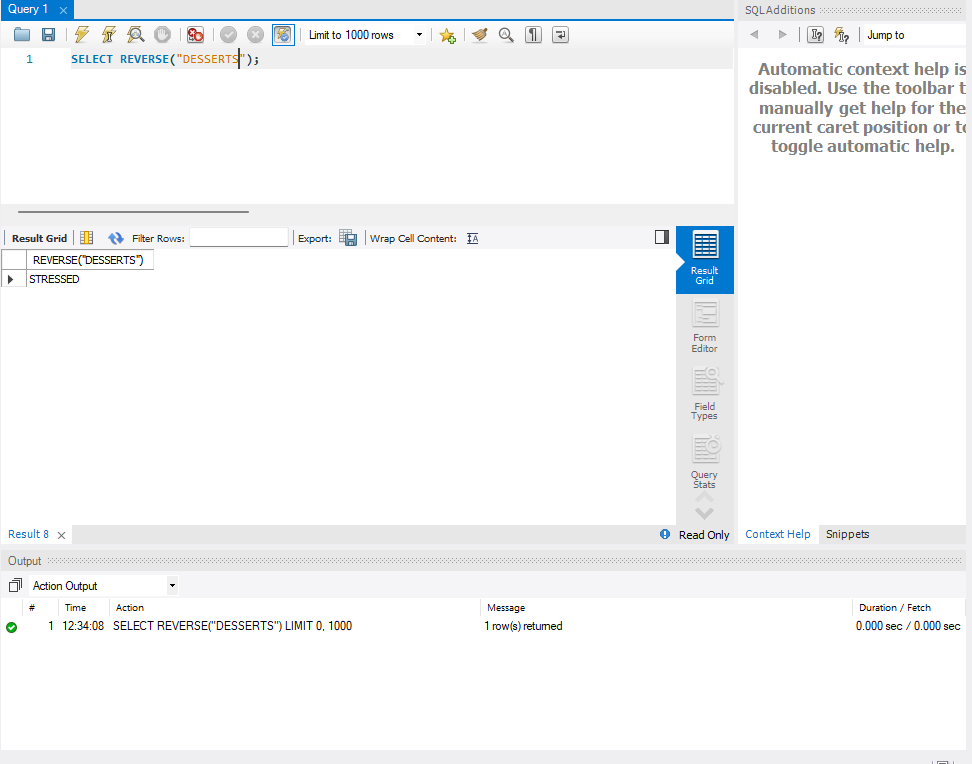 Query 1
SQLAdditions
Limit to 1000 rows
Jump to
1 SELECT REVERSE("DESSERTS");
Automatic context help is
disabled. Use the toolbar t
manually get help for the
current caret position or to
toggle automatic help.
Result Grid Filter Rows: Export: Wrap Cell Content:
REVERSE("DESSERTS")
STRESSED
Result
Grid
Form
Editor
Field
Types
Query
Stats
Result 8
Read Only
Context Help Snippets
Output
Action Output
# Time Action Message Duration / Fetch
1 12:34:08 SELECT REVERSE("DESSERTS") LIMIT 0, 1000 1 row(s) returned 0.000 sec / 0.000 sec